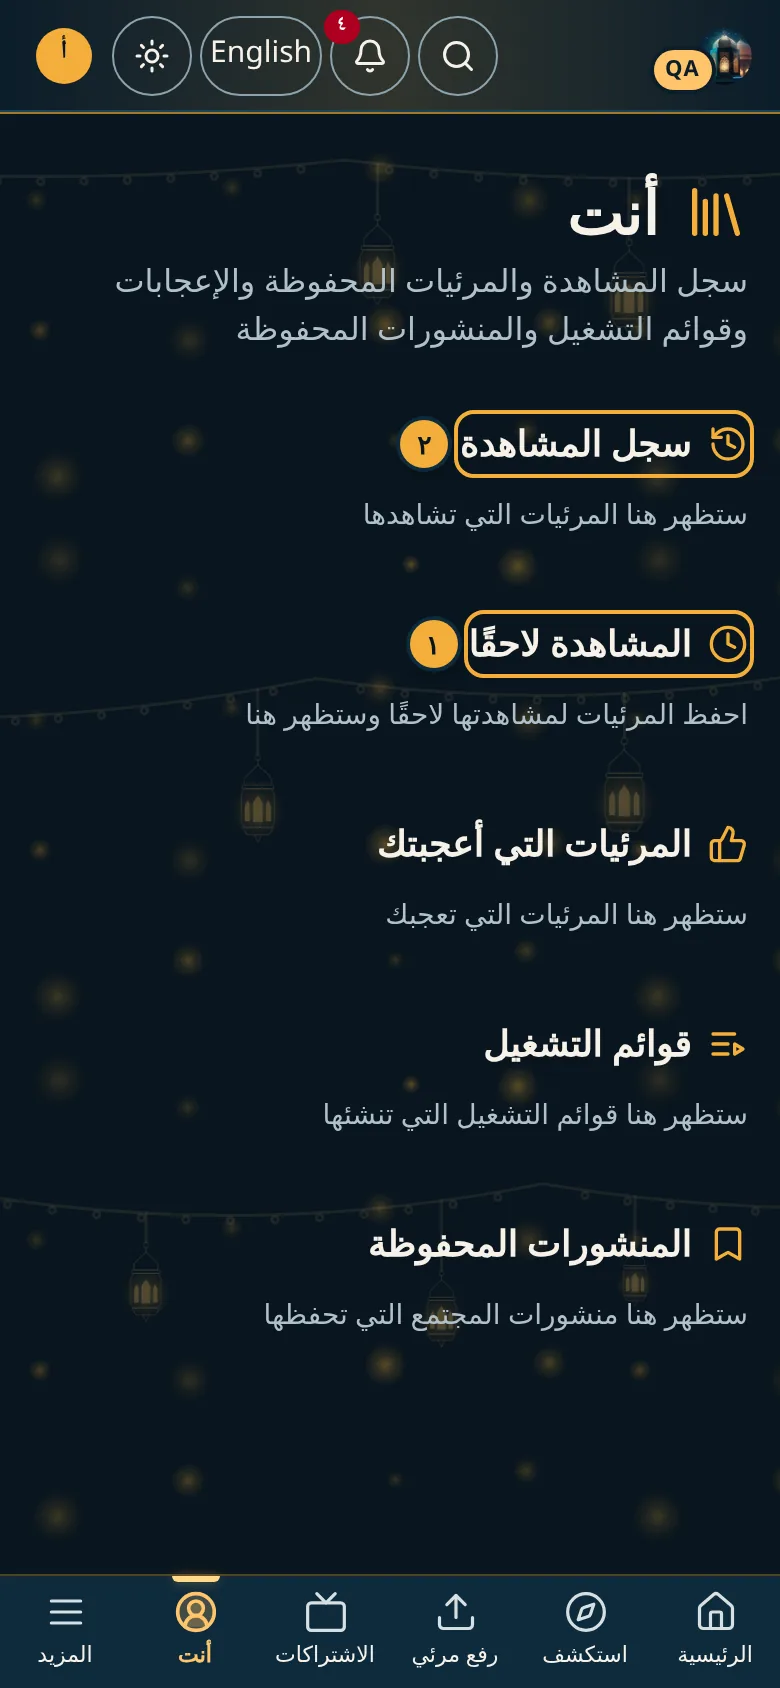 QA
٤
English
أ
أنت
سجل المشاهدة والمرئيات المحفوظة والإعجابات
وقوائم التشغيل والمنشورات المحفوظة
سجل المشاهدة ٢
ستظهر هنا المرئيات التي تشاهدها
المشاهدة لاحقًا ١
احفظ المرئيات لمشاهدتها لاحقًا وستظهر هنا
المرئيات التي أعجبتك
ستظهر هنا المرئيات التي تعجبك
قوائم التشغيل
ستظهر هنا قوائم التشغيل التي تنشئها
المنشورات المحفوظة
ستظهر هنا منشورات المجتمع التي تحفظها
الرئيسية
استكشف
رفع مرئي
الاشتراكات
أنت
المزيد